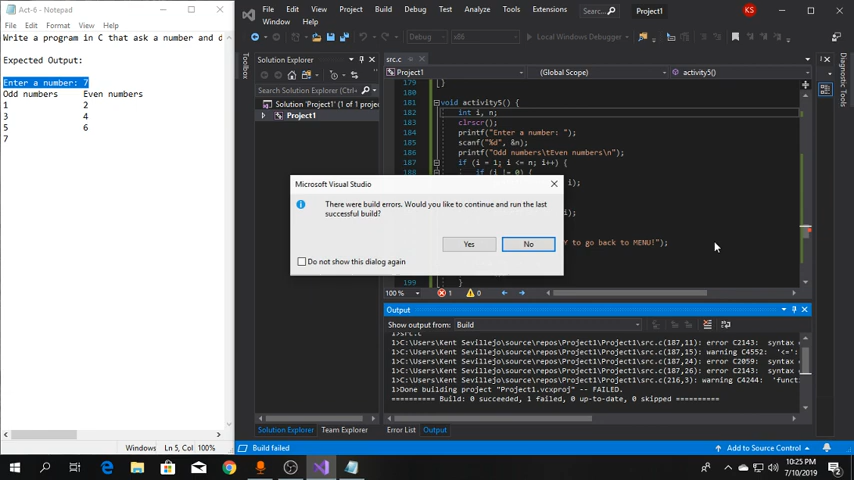 Act-6 - Notepad
File Edit Format View Help
Write a program in C that ask a number and d
Expected Output:
Enter a number: 7
Odd numbers Even numbers
1 2
3 4
5 6
7
Windows Ln 5, Col 100%
File Edit View Project Build Debug Test Analyze Tools Extensions Search... Project1 KS
Window Help
Debug x86 Local Windows Debugger
Toolbox
Solution Explorer
Search Solution Explorer (Ctrl+;)
Solution 'Project1' (1 of 1 project)
Project1
Solution Explorer Team Explorer
src.c
Project1 (Global Scope) activity5()
179 }
180
181 void activity5() {
182 int i, n;
183 clrscr();
184 printf("Enter a number: ");
185 scanf("%d", &n);
186 printf("Odd numbers\tEven numbers\n");
187 if (i = 1; i <= n; i++) {
188 if (i != 0) {
i);
i);
Y to go back to MENU!");
199 }
100 % 1 0
Diagnostic Tools
Microsoft Visual Studio
There were build errors. Would you like to continue and run the last
successful build?
Yes No
Do not show this dialog again
Output
Show output from: Build
1>src.c
1>C:\Users\Kent Sevillejo\source\repos\Project1\Project1\src.c(187,11): error C2143: syntax
1>C:\Users\Kent Sevillejo\source\repos\Project1\Project1\src.c(187,15): warning C4552: '<=':
1>C:\Users\Kent Sevillejo\source\repos\Project1\Project1\src.c(187,24): error C2059: syntax
1>C:\Users\Kent Sevillejo\source\repos\Project1\Project1\src.c(187,26): error C2143: syntax
1>C:\Users\Kent Sevillejo\source\repos\Project1\Project1\src.c(216,3): warning C4244: 'funct
1>Done building project "Project1.vcxproj" -- FAILED.
========== Build: 0 succeeded, 1 failed, 0 up-to-date, 0 skipped ==========
Error List Output
Build failed Add to Source Control
10:25 PM
7/10/2019
2